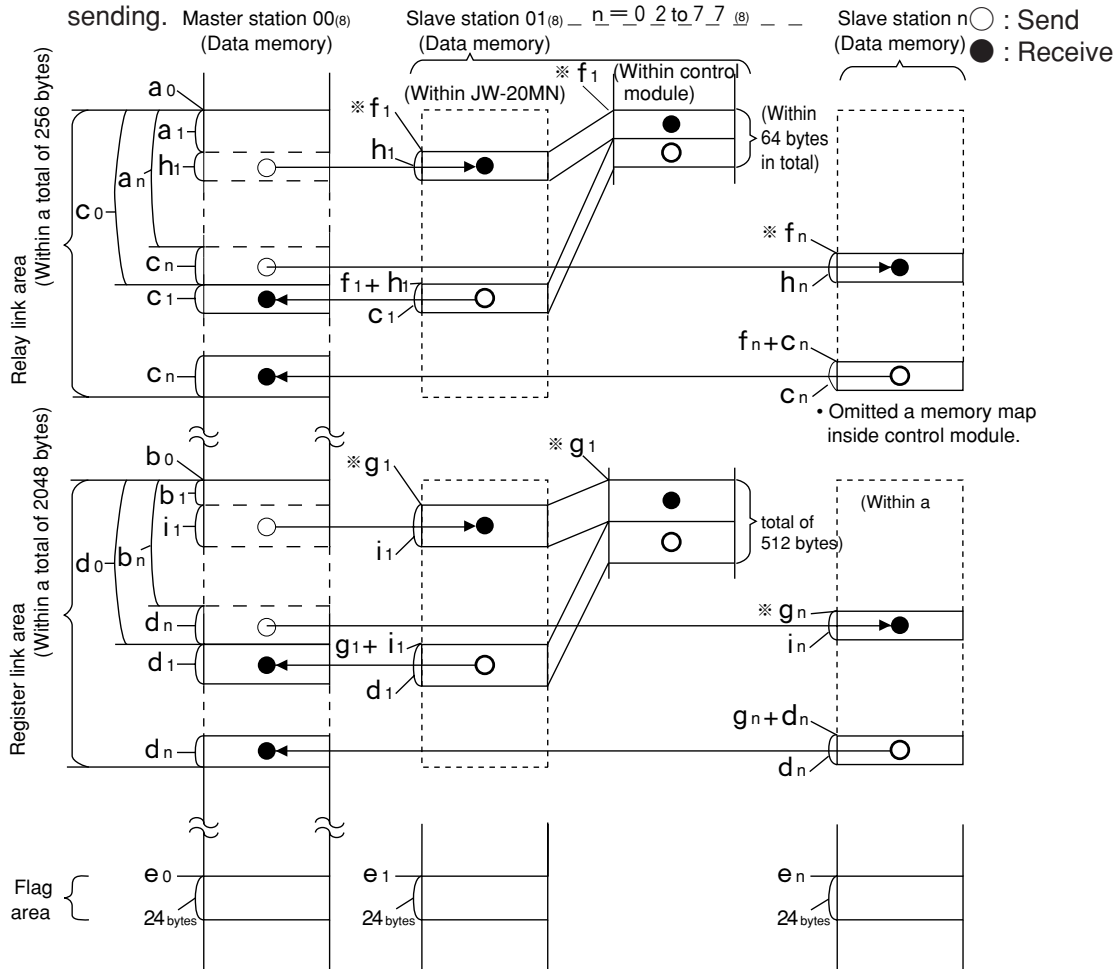 sending.
Master station 00(8)
(Data memory)
Slave station 01(8)
(Data memory)
n = 0 2 to 7 7 (8)
Slave station n
(Data memory)
○ : Send
● : Receive
Relay link area
(Within a total of 256 bytes)
a0
a1
h1
an
c0
cn
c1
cn
(Within JW-20MN)
※ f1
h1
f1 + h1
c1
※ f1
(Within control
module)
(Within
64 bytes
in total)
※ fn
hn
fn + cn
cn
• Omitted a memory map
inside control module.
Register link area
(Within a total of 2048 bytes)
b0
b1
i1
bn
d0
dn
d1
dn
※ g1
i1
g1 + i1
d1
※ g1
total of
512 bytes)
(Within a
※ gn
in
gn + dn
dn
Flag
area
e0
24 bytes
e1
24 bytes
en
24 bytes